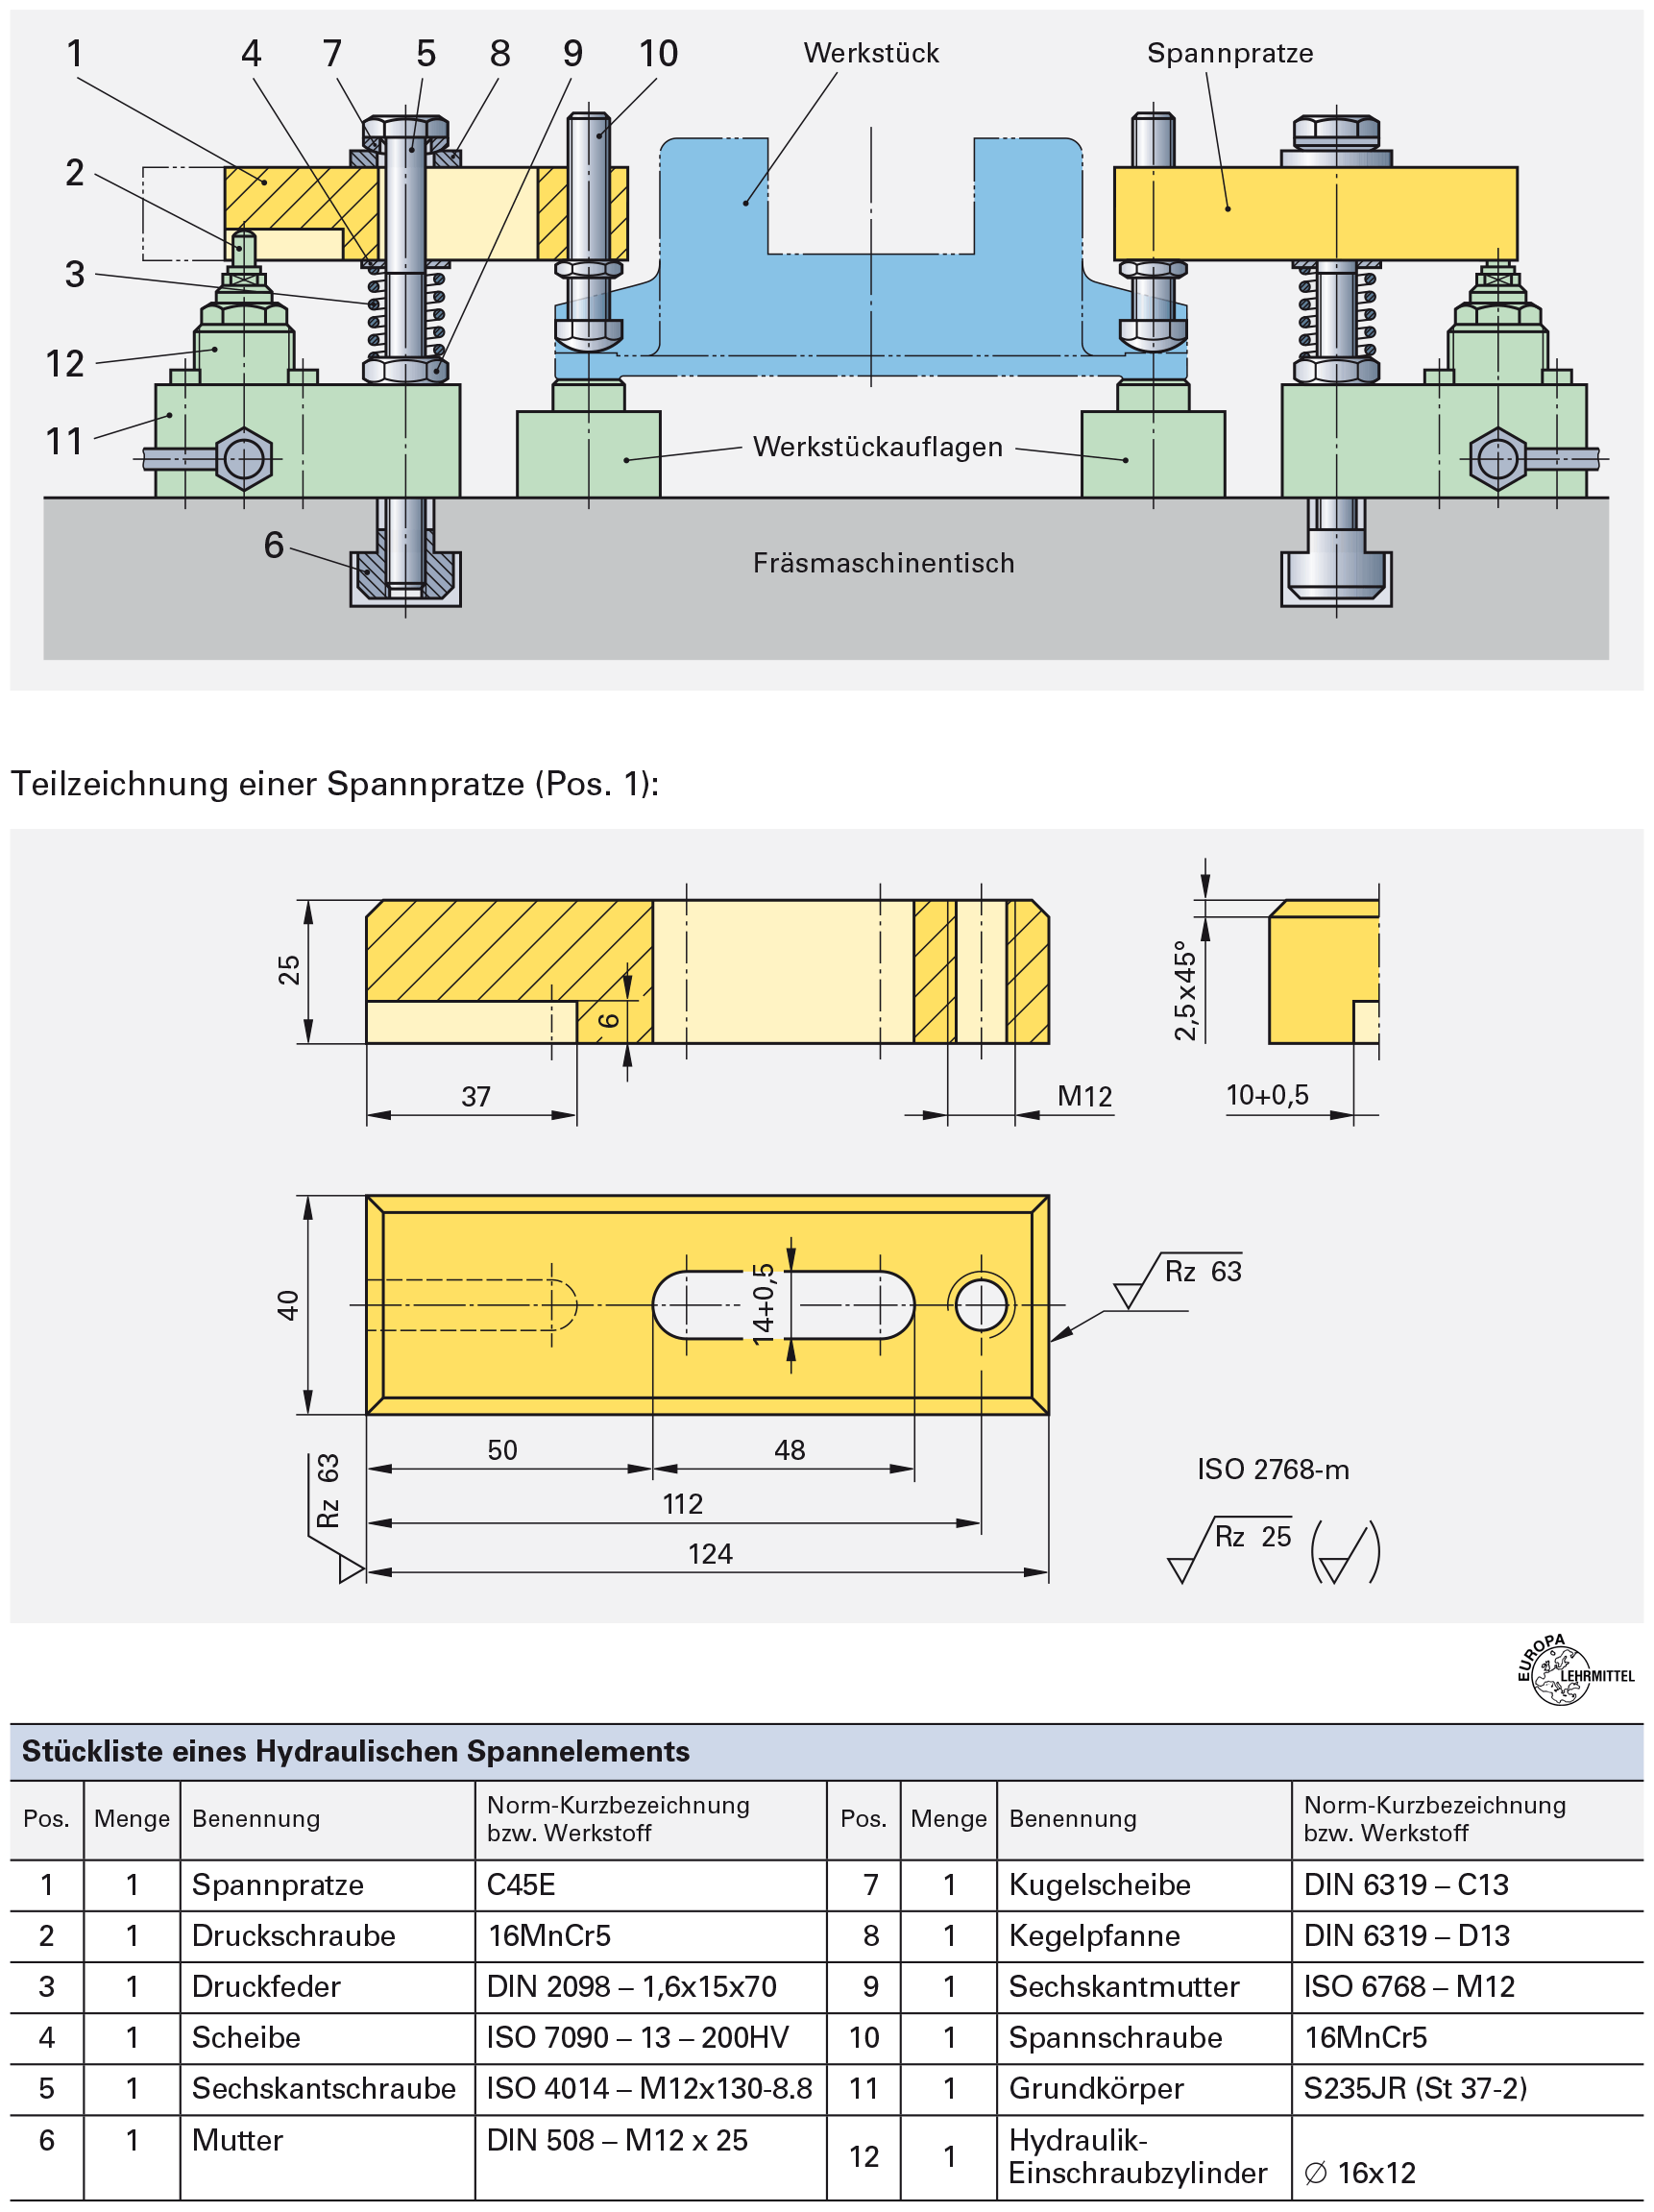 1 4 7 5 8 9 10 Werkstück Spannpratze
2
3
12
11
Werkstückauflagen
6
Fräsmaschinentisch
Teilzeichnung einer Spannpratze (Pos. 1):
25
6
37
M12
2,5x45°
10+0,5
40
14+0,5
Rz 63
50
48
112
124
Rz 63
ISO 2768-m
Rz 25
EUROPA
LEHRMITTEL
Stückliste eines Hydraulischen Spannelements
Pos. Menge Benennung Norm-Kurzbezeichnung bzw. Werkstoff Pos. Menge Benennung Norm-Kurzbezeichnung bzw. Werkstoff
1 1 Spannpratze C45E 7 1 Kugelscheibe DIN 6319 – C13
2 1 Druckschraube 16MnCr5 8 1 Kegelpfanne DIN 6319 – D13
3 1 Druckfeder DIN 2098 – 1,6x15x70 9 1 Sechskantmutter ISO 6768 – M12
4 1 Scheibe ISO 7090 – 13 – 200HV 10 1 Spannschraube 16MnCr5
5 1 Sechskantschraube ISO 4014 – M12x130-8.8 11 1 Grundkörper S235JR (St 37-2)
6 1 Mutter DIN 508 – M12 x 25 12 1 Hydraulik-Einschraubzylinder ∅ 16x12